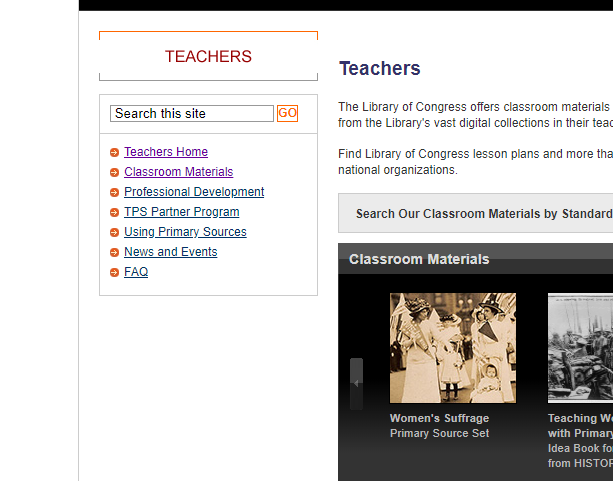 TEACHERS
Search this site GO
Teachers Home
Classroom Materials
Professional Development
TPS Partner Program
Using Primary Sources
News and Events
FAQ
Teachers
The Library of Congress offers classroom materials
from the Library's vast digital collections in their
Find Library of Congress lesson plans and more
national organizations.
Search Our Classroom Materials by Standard
Classroom Materials
Women's Suffrage
Primary Source Set
Teaching
with Primary
Idea Book
from HISTOR